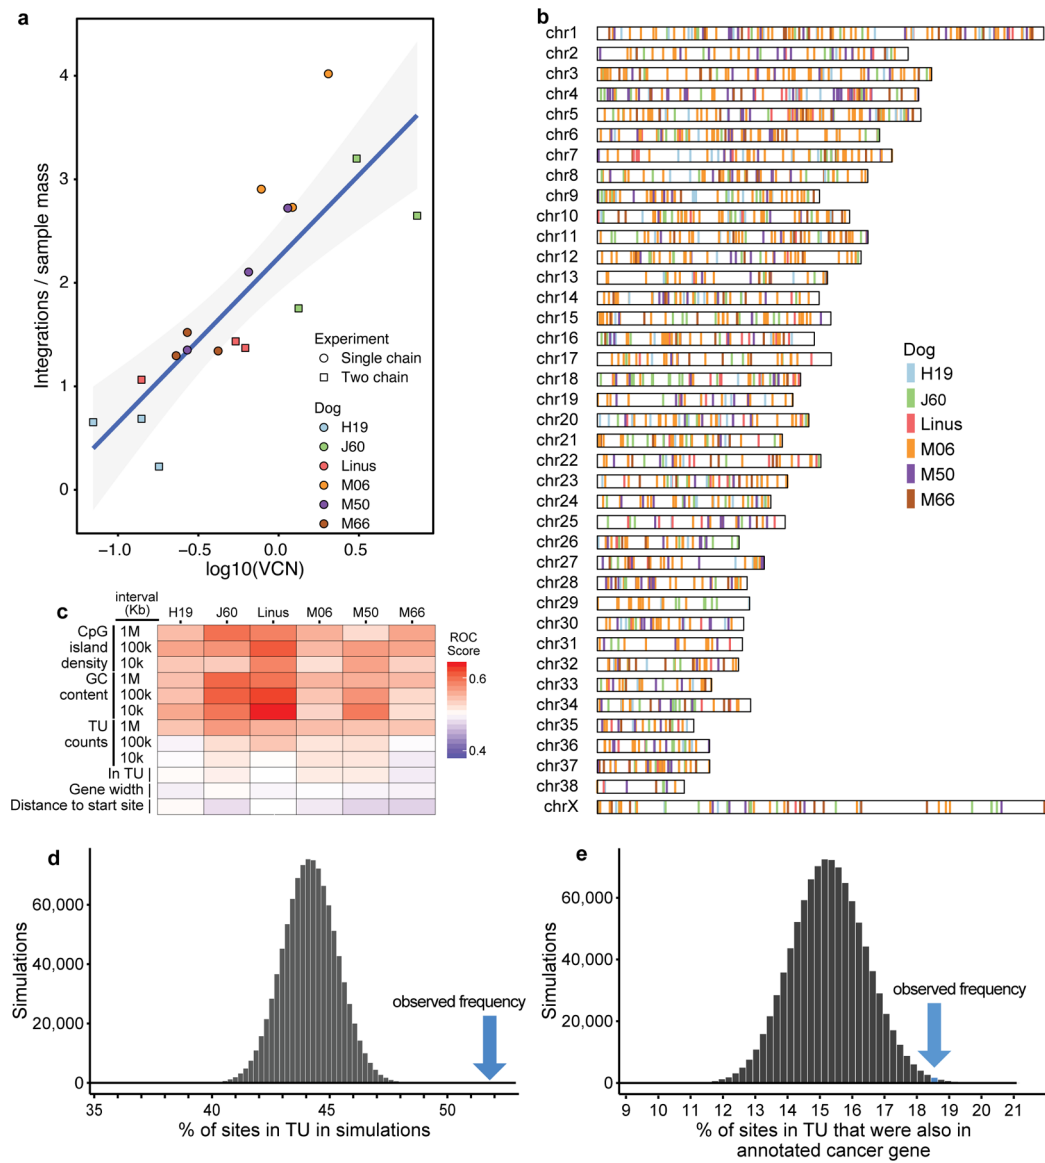 a
Integrations / sample mass
4
3
2
1
0
−1.0
−0.5
0.0
0.5
log10(VCN)
Experiment
Single chain
Two chain
Dog
H19
J60
Linus
M06
M50
M66
b
chr1
chr2
chr3
chr4
chr5
chr6
chr7
chr8
chr9
chr10
chr11
chr12
chr13
chr14
chr15
chr16
chr17
chr18
chr19
chr20
chr21
chr22
chr23
chr24
chr25
chr26
chr27
chr28
chr29
chr30
chr31
chr32
chr33
chr34
chr35
chr36
chr37
chr38
chrX
Dog
H19
J60
Linus
M06
M50
M66
c
interval
(Kb)
H19 J60 Linus M06 M50 M66
CpG 1M
island 100k
density 10k
GC 1M
content 100k
10k
TU 1M
counts 100k
10k
In TU
Gene width
Distance to start site
ROC
Score
0.6
0.4
d
Simulations
60,000
40,000
20,000
0
observed frequency
35 40 45 50
% of sites in TU in simulations
e
Simulations
60,000
40,000
20,000
0
observed frequency
9 10 11 12 13 14 15 16 17 18 19 20 21
% of sites in TU that were also in
annotated cancer gene